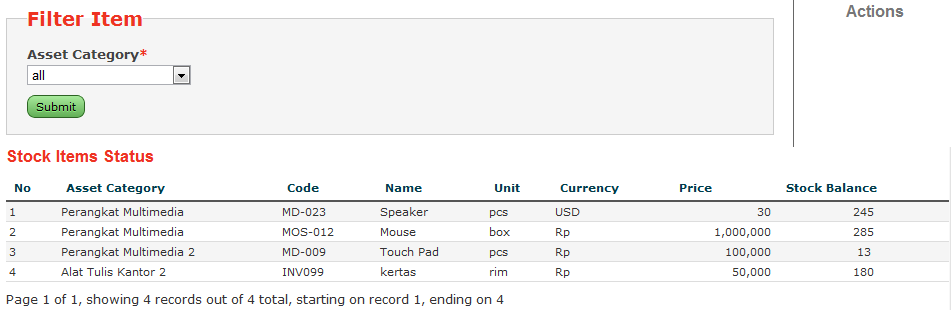 Filter Item
Actions
Asset Category*
all
Submit
Stock Items Status
No Asset Category Code Name Unit Currency Price Stock Balance
1 Perangkat Multimedia MD-023 Speaker pcs USD 30 245
2 Perangkat Multimedia MOS-012 Mouse box Rp 1,000,000 285
3 Perangkat Multimedia 2 MD-009 Touch Pad pcs Rp 100,000 13
4 Alat Tulis Kantor 2 INV099 kertas rim Rp 50,000 180
Page 1 of 1, showing 4 records out of 4 total, starting on record 1, ending on 4